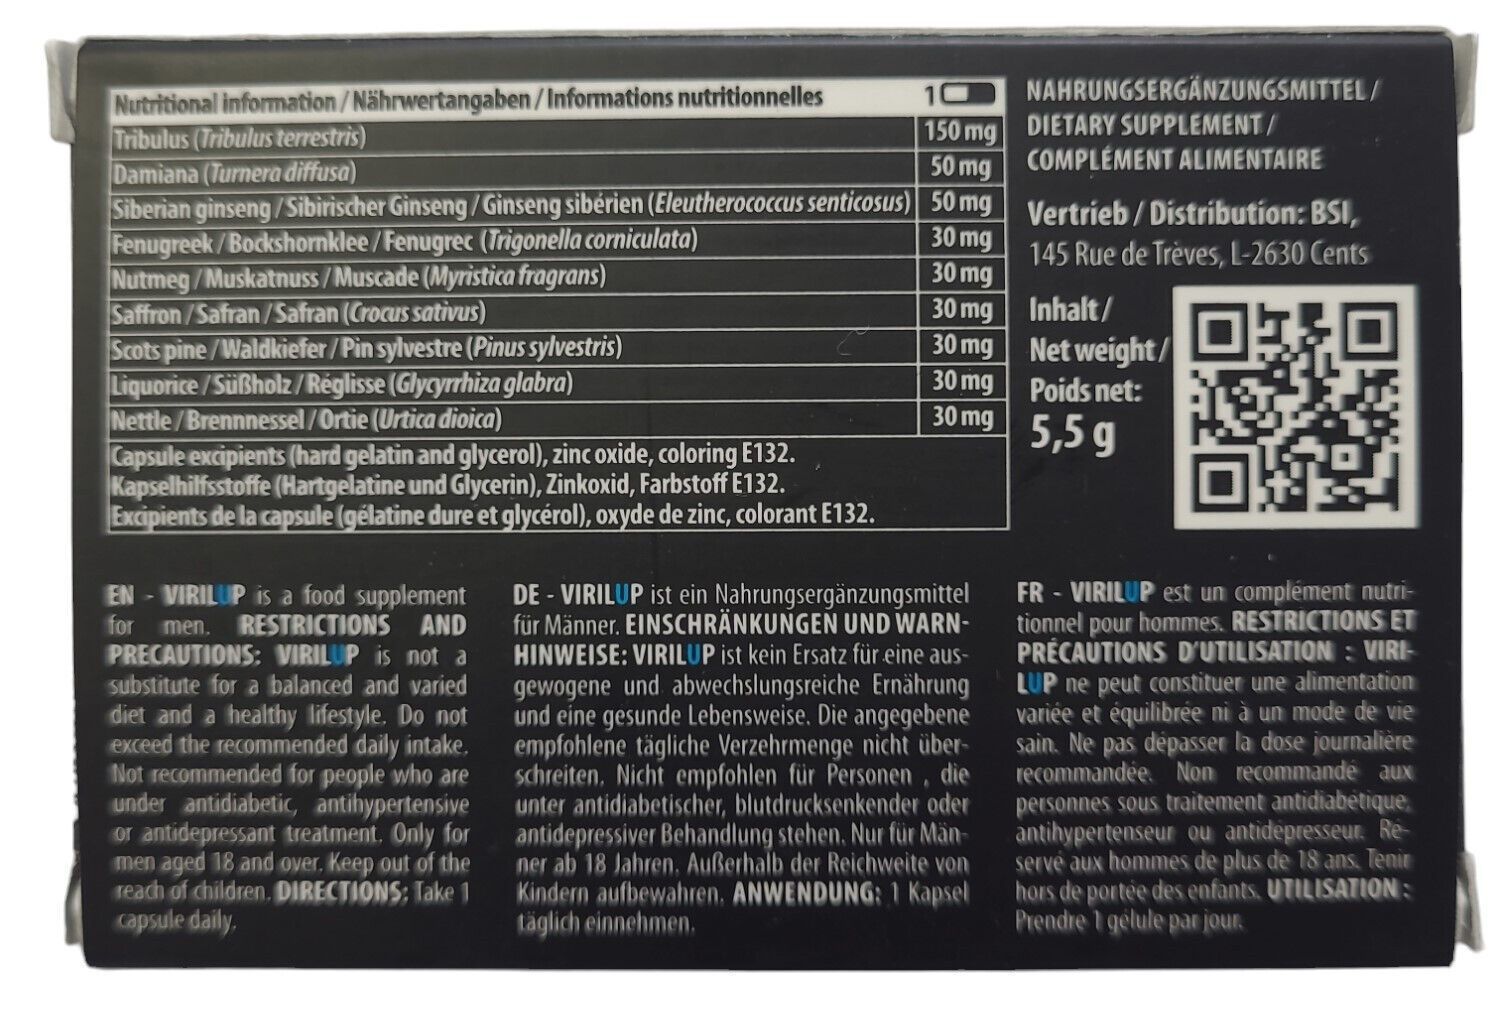 Nutritional information / Nährwertangaben / Informations nutritionnelles 1
Tribulus (Tribulus terrestris) 150 mg
Damiana (Turnera diffusa) 50 mg
Siberian ginseng / Sibirischer Ginseng / Ginseng sibérien (Eleutherococcus senticosus) 50 mg
Fenugreek / Bockshornklee / Fenugrec (Trigonella corniculata) 30 mg
Nutmeg / Muskatnuss / Muscade (Myristica fragrans) 30 mg
Saffron / Safran / Safran (Crocus sativus) 30 mg
Scots pine / Waldkiefer / Pin sylvestre (Pinus sylvestris) 30 mg
Liquorice / Süßholz / Réglisse (Glycyrrhiza glabra) 30 mg
Nettle / Brennnessel / Ortie (Urtica dioica) 30 mg
Capsule excipients (hard gelatin and glycerol), zinc oxide, coloring E132.
Kapselhilfsstoffe (Hartgelatine und Glycerin), Zinkoxid, Farbstoff E132.
Excipients de la capsule (gélatine dure et glycérol), oxyde de zinc, colorant E132.
NAHRUNGSERGÄNZUNGSMITTEL /
DIETARY SUPPLEMENT /
COMPLÉMENT ALIMENTAIRE
Vertrieb / Distribution: BSI,
145 Rue de Trèves, L-2630 Cents
Inhalt /
Net weight /
Poids net:
5,5 g
EN - VIRILUP is a food supplement
for men. RESTRICTIONS AND
PRECAUTIONS: VIRILUP is not a
substitute for a balanced and varied
diet and a healthy lifestyle. Do not
exceed the recommended daily intake.
Not recommended for people who are
under antidiabetic, antihypertensive
or antidepressant treatment. Only for
men aged 18 and over. Keep out of the
reach of children. DIRECTIONS: Take 1
capsule daily.
DE - VIRILUP ist ein Nahrungsergänzungsmittel
für Männer. EINSCHRÄNKUNGEN UND WARN-
HINWEISE: VIRILUP ist kein Ersatz für eine aus-
gewogene und abwechslungsreiche Ernährung
und eine gesunde Lebensweise. Die angegebene
empfohlene tägliche Verzehrmenge nicht über-
schreiten. Nicht empfohlen für Personen , die
unter antidiabetischer, blutdrucksenkender oder
antidepressiver Behandlung stehen. Nur für Män-
ner ab 18 Jahren. Außerhalb der Reichweite von
Kindern aufbewahren. ANWENDUNG: 1 Kapsel
täglich einnehmen.
FR - VIRILUP est un complément nutri-
tionnel pour hommes. RESTRICTIONS ET
PRÉCAUTIONS D'UTILISATION : VIRI-
LUP ne peut constituer une alimentation
variée et équilibrée ni à un mode de vie
sain. Ne pas dépasser la dose journalière
recommandée. Non recommandé aux
personnes sous traitement antidiabétique,
antihypertenseur ou antidépresseur. Ré-
servé aux hommes de plus de 18 ans. Tenir
hors de portée des enfants. UTILISATION :
Prendre 1 gélule par jour.